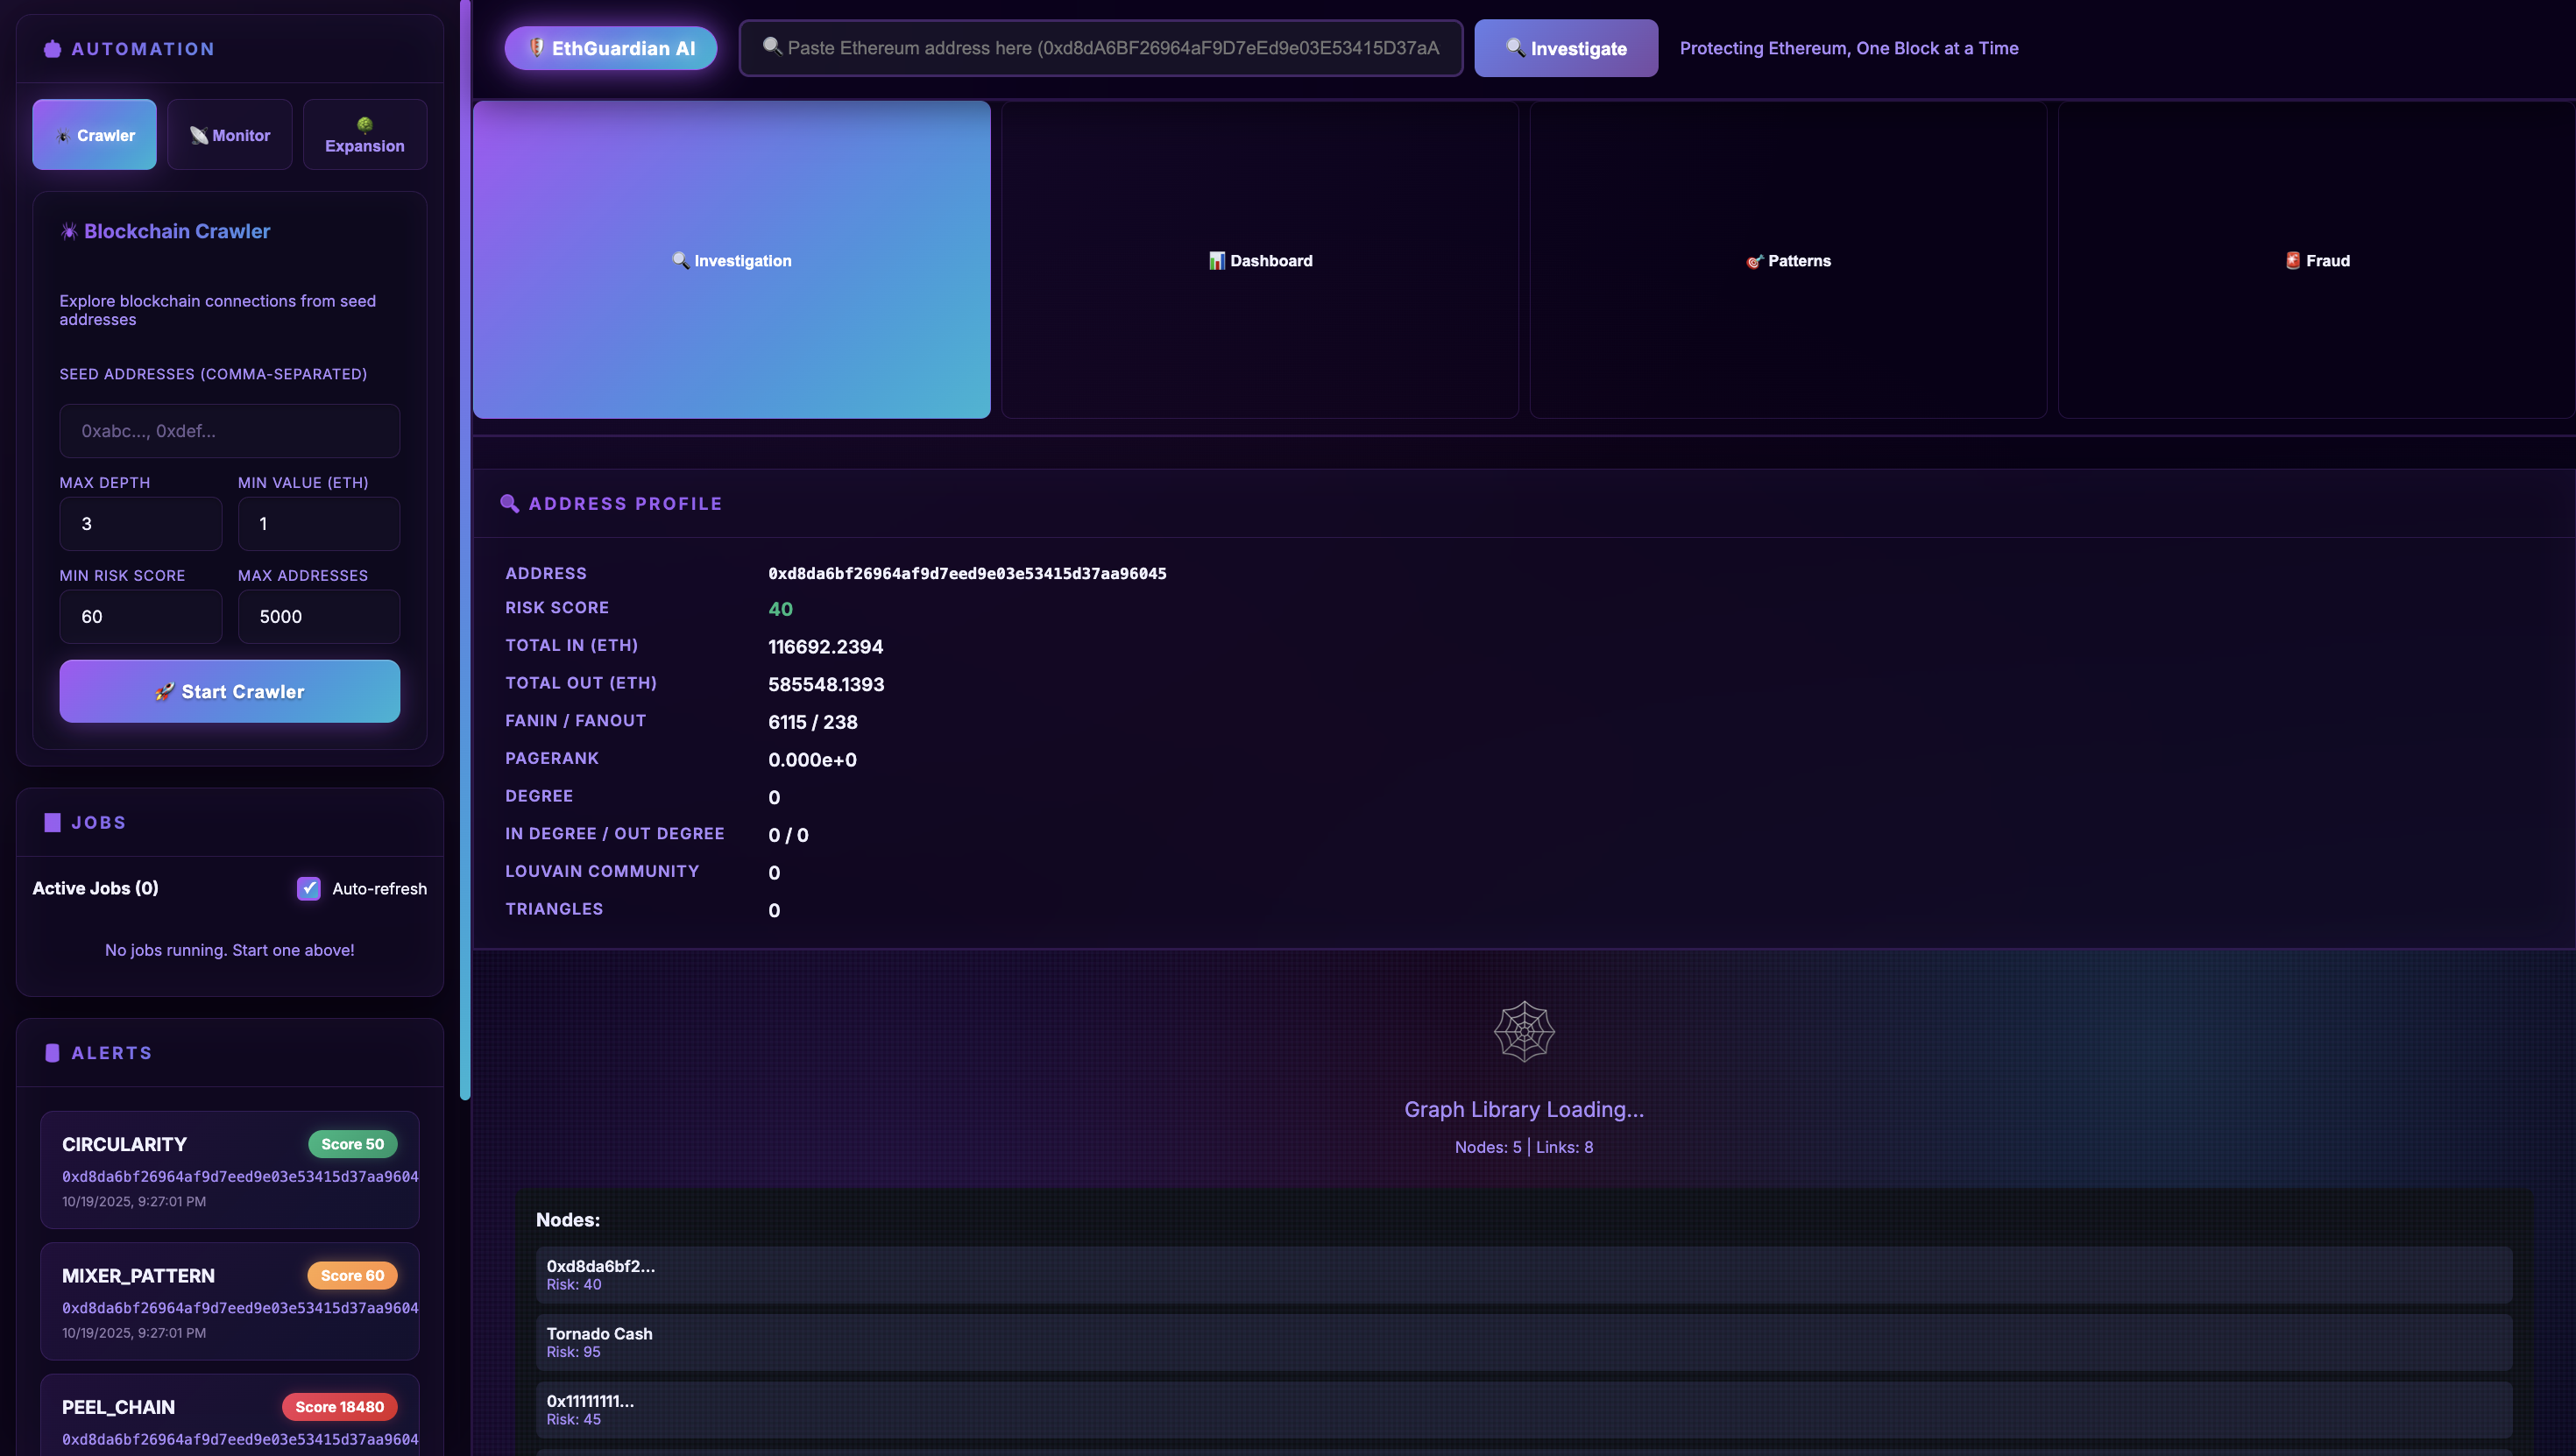 AUTOMATION
Crawler
Monitor
Expansion
Blockchain Crawler
Explore blockchain connections from seed
addresses
SEED ADDRESSES (COMMA-SEPARATED)
0xabc..., 0xdef...
MAX DEPTH
MIN VALUE (ETH)
3
1
MIN RISK SCORE
MAX ADDRESSES
60
5000
Start Crawler
JOBS
Active Jobs (0)
Auto-refresh
No jobs running. Start one above!
ALERTS
CIRCULARITY
Score 50
0xd8da6bf26964af9d7eed9e03e53415d37aa9604
10/19/2025, 9:27:01 PM
MIXER_PATTERN
Score 60
0xd8da6bf26964af9d7eed9e03e53415d37aa9604
10/19/2025, 9:27:01 PM
PEEL_CHAIN
Score 18480
0xd8da6bf26964af9d7eed9e03e53415d37aa9604
EthGuardian AI
Paste Ethereum address here (0xd8dA6BF26964aF9D7eEd9e03E53415D37aA
Investigate
Protecting Ethereum, One Block at a Time
Investigation
Dashboard
Patterns
Fraud
ADDRESS PROFILE
ADDRESS 0xd8da6bf26964af9d7eed9e03e53415d37aa96045
RISK SCORE 40
TOTAL IN (ETH) 116692.2394
TOTAL OUT (ETH) 585548.1393
FANIN / FANOUT 6115 / 238
PAGERANK 0.000e+0
DEGREE 0
IN DEGREE / OUT DEGREE 0 / 0
LOUVAIN COMMUNITY 0
TRIANGLES 0
Graph Library Loading...
Nodes: 5 | Links: 8
Nodes:
0xd8da6bf2...
Risk: 40
Tornado Cash
Risk: 95
0x11111111...
Risk: 45